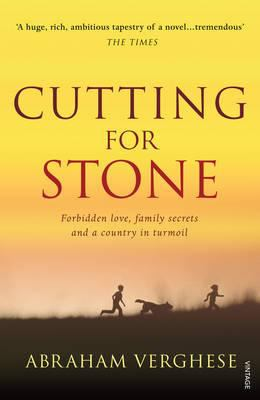 ‘A huge, rich, ambitious tapestry of a novel...tremendous’
THE TIMES
CUTTING
FOR
STONE
Forbidden love, family secrets
and a country in turmoil
ABRAHAM VERGHESE
VINTAGE